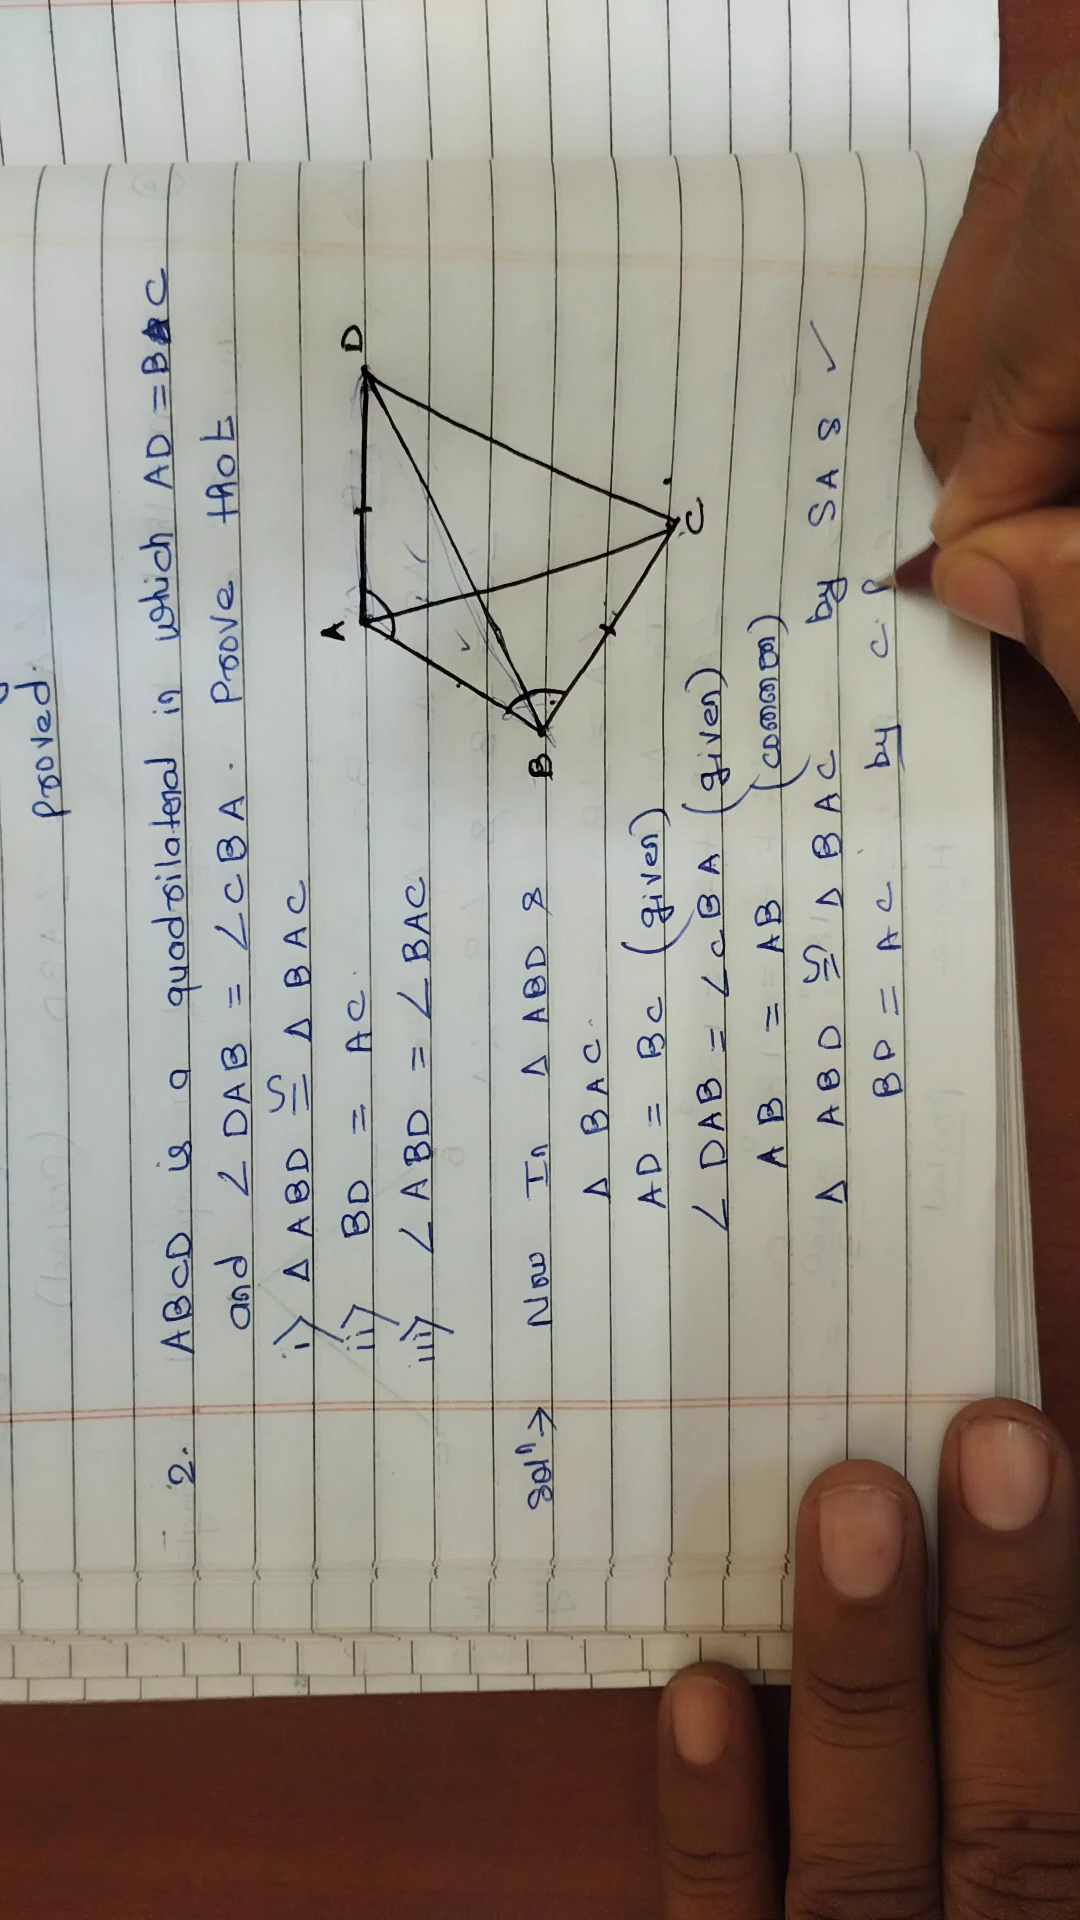 proved.
2. ABCD is a quadrilateral in which AD = BC
and ∠DAB = ∠CBA. Prove that
i) Δ ABD ≅ Δ BAC
ii) BD = AC.
iii) ∠ABD = ∠BAC
A
D
B
C
Solⁿ→ Now In Δ ABD &
Δ BAC.
AD = BC (given)
∠DAB = ∠CBA (given)
AB = AB (common)
Δ ABD ≅ Δ BAC by SAS ✓
BD = AC by C P